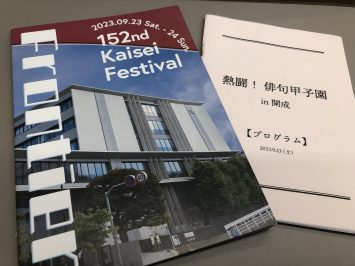 2023.09.23 Sat. - 24 Sun.
152nd
Kaisei
Festival
Frontier
熱闘！俳句甲子園
in 開成
【プログラム】
2023.9.23（土）